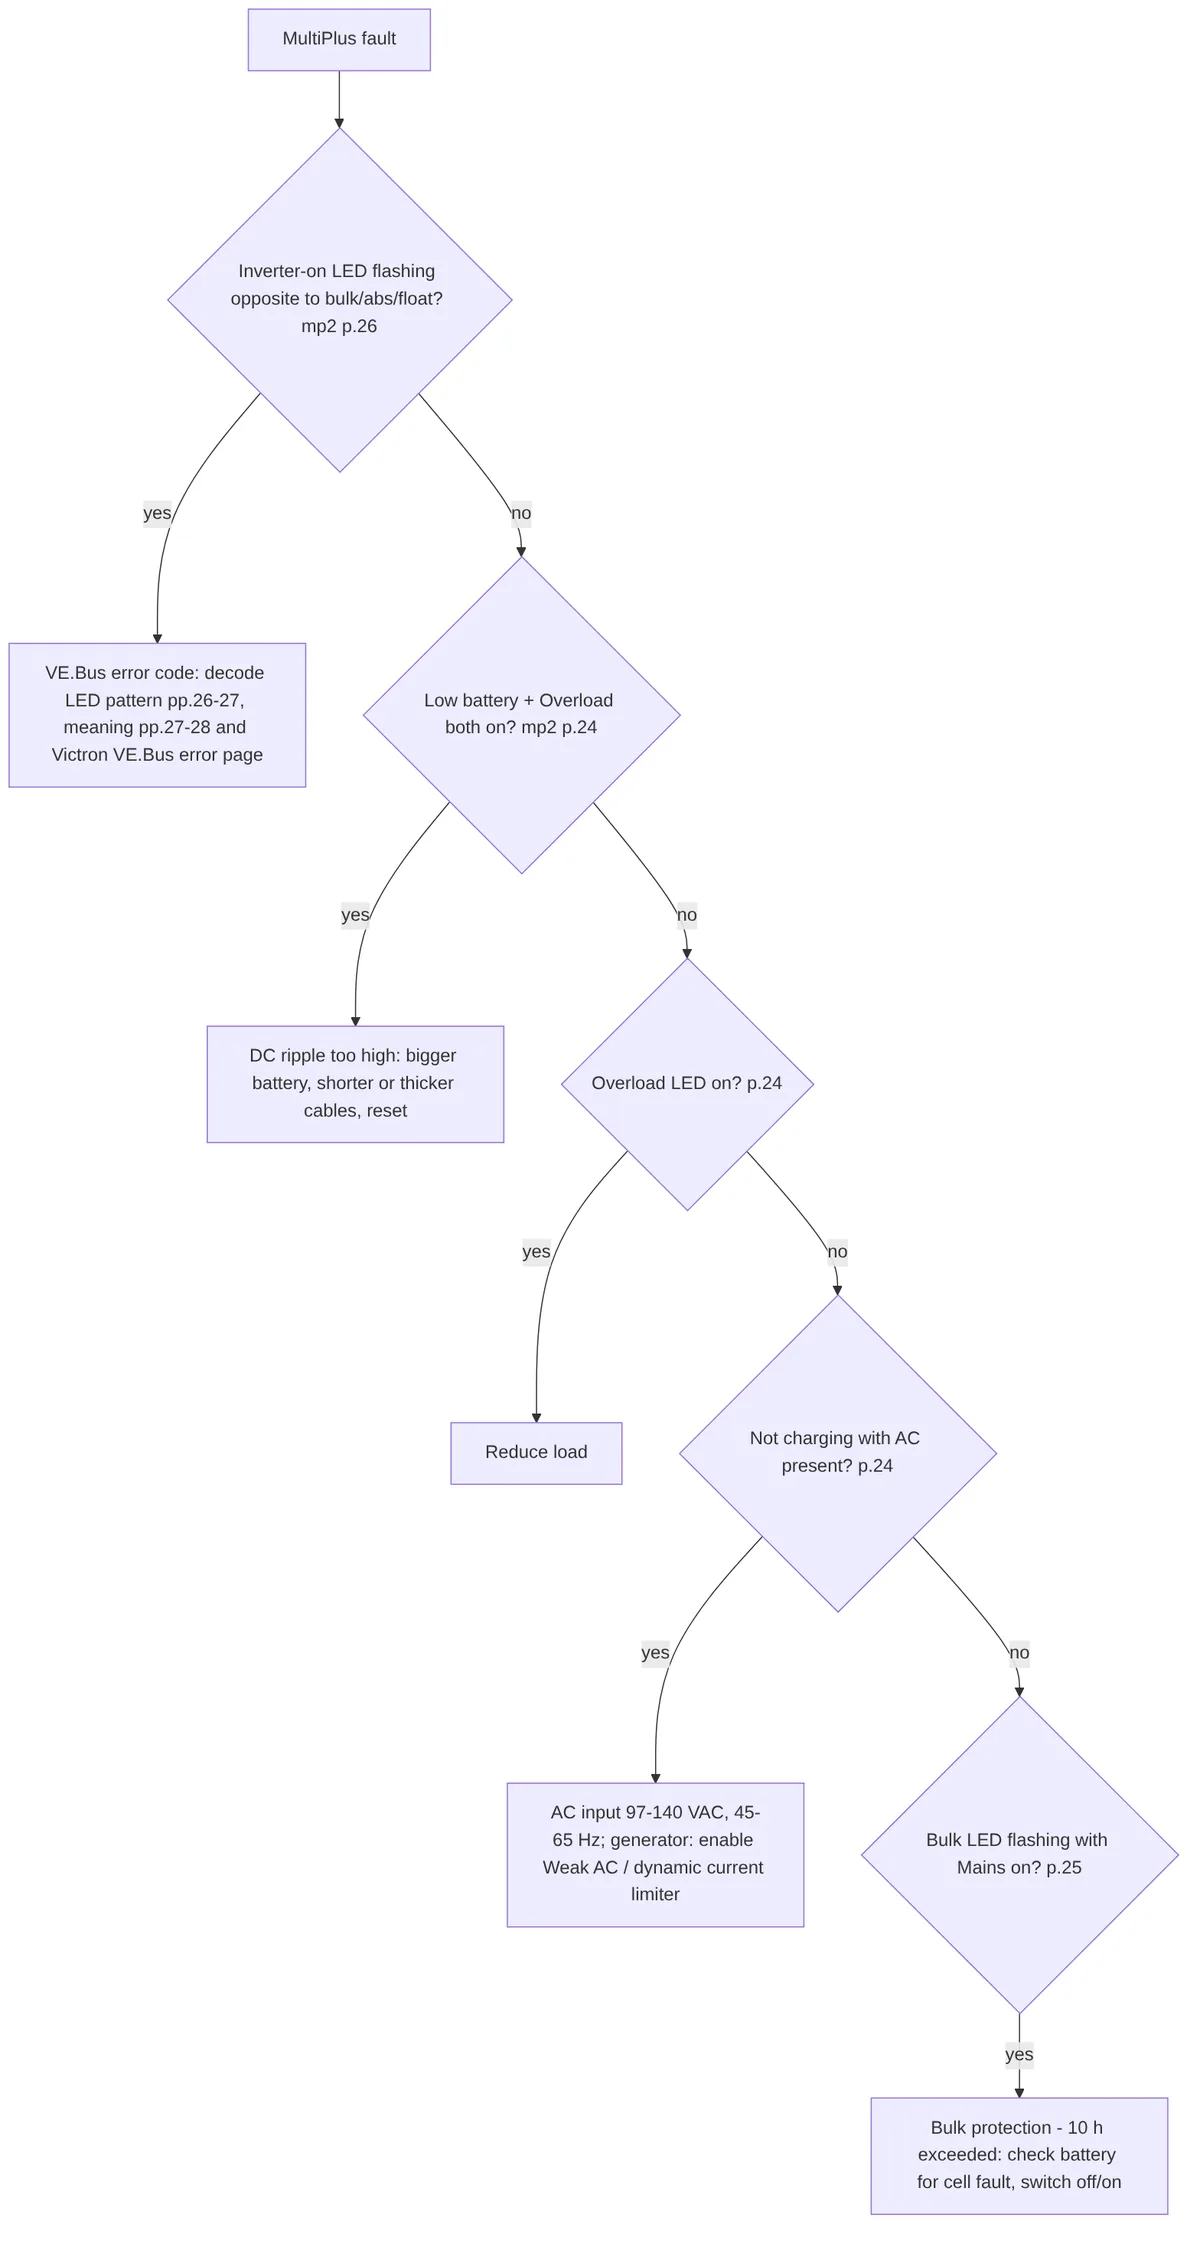 MultiPlus fault
Inverter-on LED flashing
opposite to bulk/abs/float?
mp2 p.26
yes
no
VE.Bus error code: decode
LED pattern pp.26-27,
meaning pp.27-28 and
Victron VE.Bus error page
Low battery + Overload
both on? mp2 p.24
yes
no
DC ripple too high: bigger
battery, shorter or thicker
cables, reset
Overload LED on? p.24
yes
no
Reduce load
Not charging with AC
present? p.24
yes
no
AC input 97-140 VAC, 45-
65 Hz; generator: enable
Weak AC / dynamic current
limiter
Bulk LED flashing with
Mains on? p.25
yes
Bulk protection - 10 h
exceeded: check battery
for cell fault, switch off/on